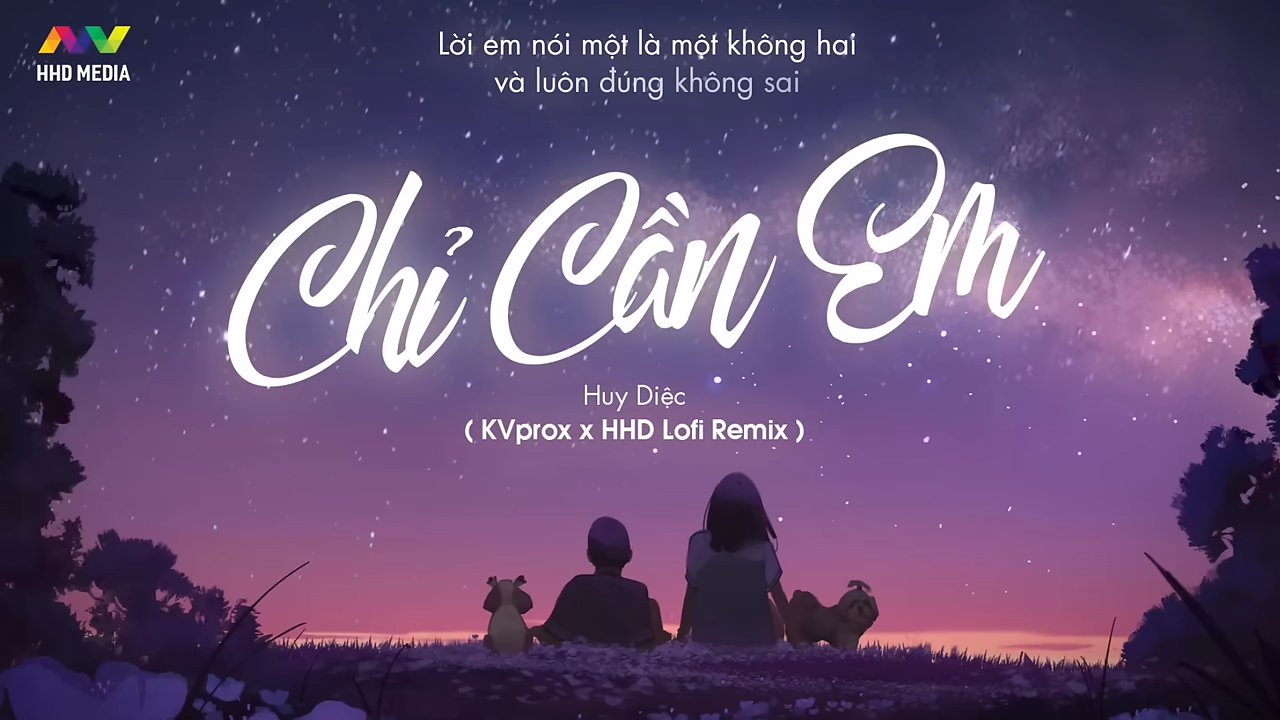 HHD MEDIA
Lời em nói một là một không hai
và luôn đúng không sai
Chỉ Cần Em
Huy Diệc
( KVprox x HHD Lofi Remix )